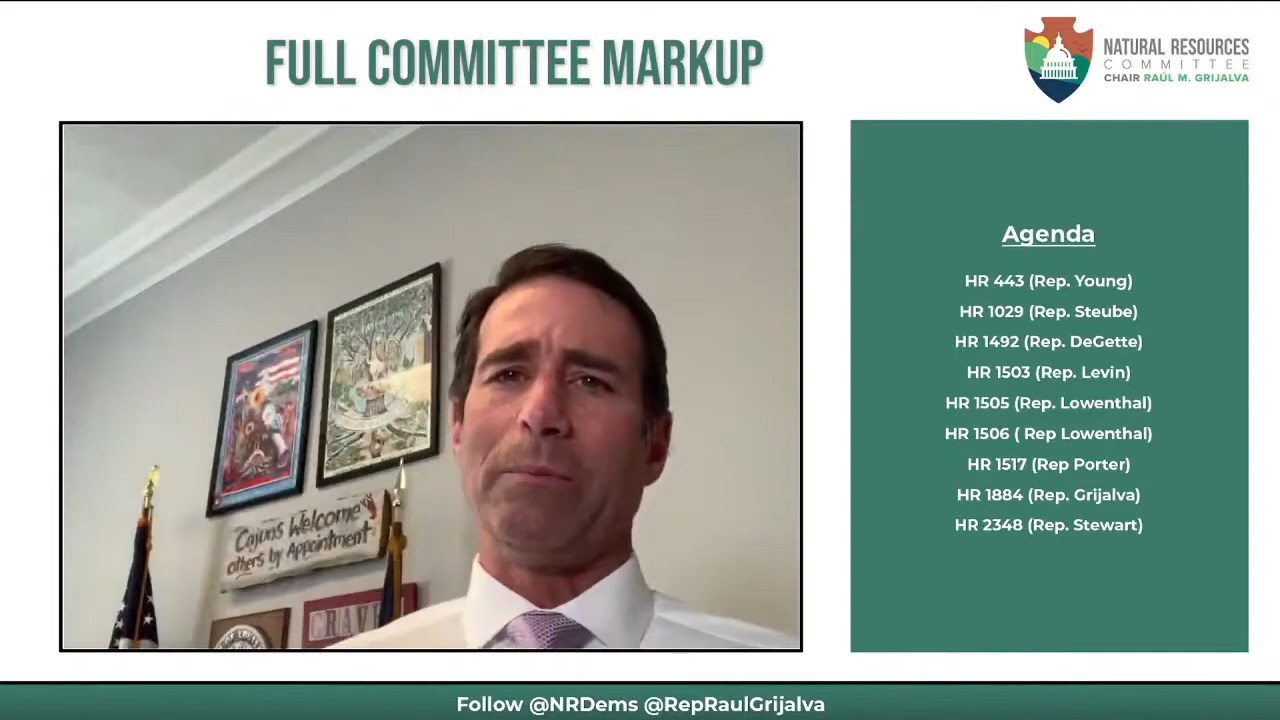 FULL COMMITTEE MARKUP
NATURAL RESOURCES
COMMITTEE
CHAIR RAÚL M. GRIJALVA
Cajuns Welcome
others by Appointment
GRAV
Agenda
HR 443 (Rep. Young)
HR 1029 (Rep. Steube)
HR 1492 (Rep. DeGette)
HR 1503 (Rep. Levin)
HR 1505 (Rep. Lowenthal)
HR 1506 ( Rep Lowenthal)
HR 1517 (Rep Porter)
HR 1884 (Rep. Grijalva)
HR 2348 (Rep. Stewart)
Follow @NRDems @RepRaulGrijalva